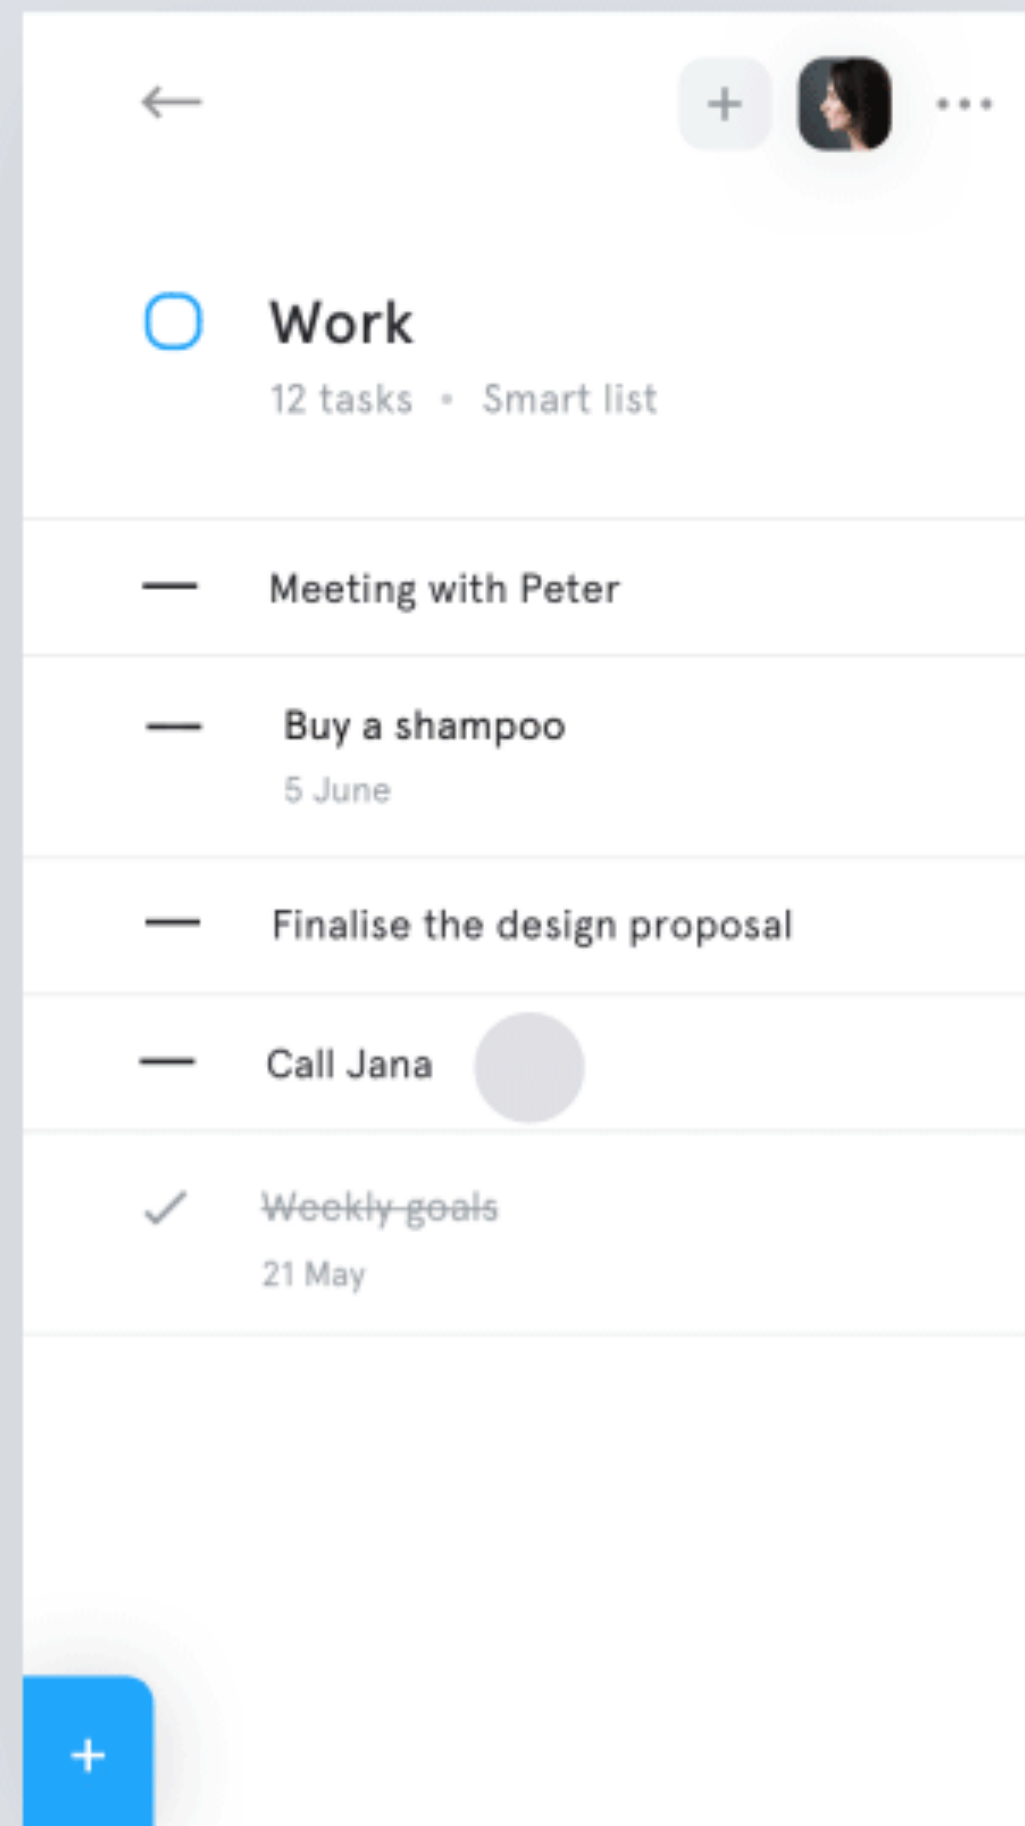 Work
12 tasks • Smart list
Meeting with Peter
Buy a shampoo
5 June
Finalise the design proposal
Call Jana
Weekly goals
21 May